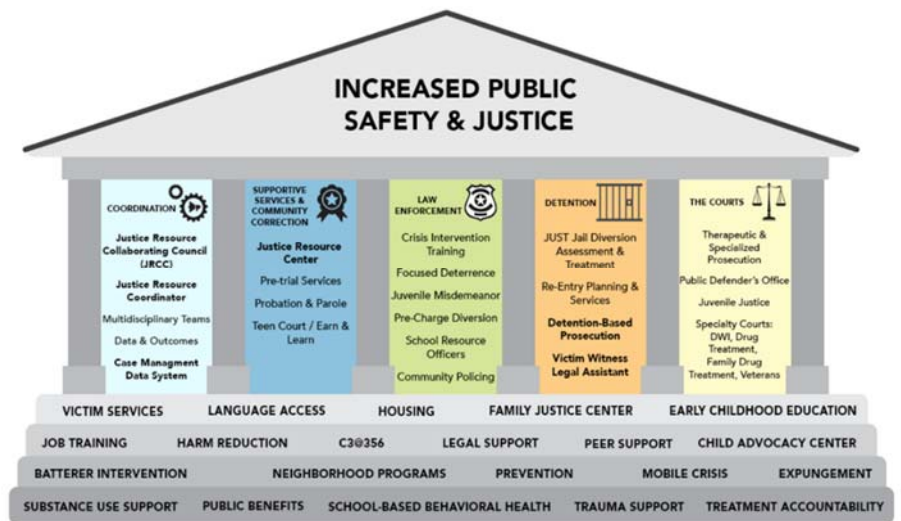 INCREASED PUBLIC
SAFETY & JUSTICE
COORDINATION
Justice Resource
Collaborating Council
(JRCC)
Justice Resource
Coordinator
Multidisciplinary Teams
Data & Outcomes
Case Managment
Data System
SUPPORTIVE
SERVICES &
COMMUNITY
CORRECTION
Justice Resource
Center
Pre-trial Services
Probation & Parole
Teen Court / Earn &
Learn
LAW
ENFORCEMENT
Crisis Intervention
Training
Focused Deterrence
Juvenile Misdemeanor
Pre-Charge Diversion
School Resource
Officers
Community Policing
DETENTION
JUST Jail Diversion
Assessment &
Treatment
Re-Entry Planning &
Services
Detention-Based
Prosecution
Victim Witness
Legal Assistant
THE COURTS
Therapeutic &
Specialized
Prosecution
Public Defender's Office
Juvenile Justice
Specialty Courts:
DWI, Drug
Treatment,
Family Drug
Treatment, Veterans
VICTIM SERVICES LANGUAGE ACCESS HOUSING FAMILY JUSTICE CENTER EARLY CHILDHOOD EDUCATION
JOB TRAINING HARM REDUCTION C3@356 LEGAL SUPPORT PEER SUPPORT CHILD ADVOCACY CENTER
BATTERER INTERVENTION NEIGHBORHOOD PROGRAMS PREVENTION MOBILE CRISIS EXPUNGEMENT
SUBSTANCE USE SUPPORT PUBLIC BENEFITS SCHOOL-BASED BEHAVIORAL HEALTH TRAUMA SUPPORT TREATMENT ACCOUNTABILITY